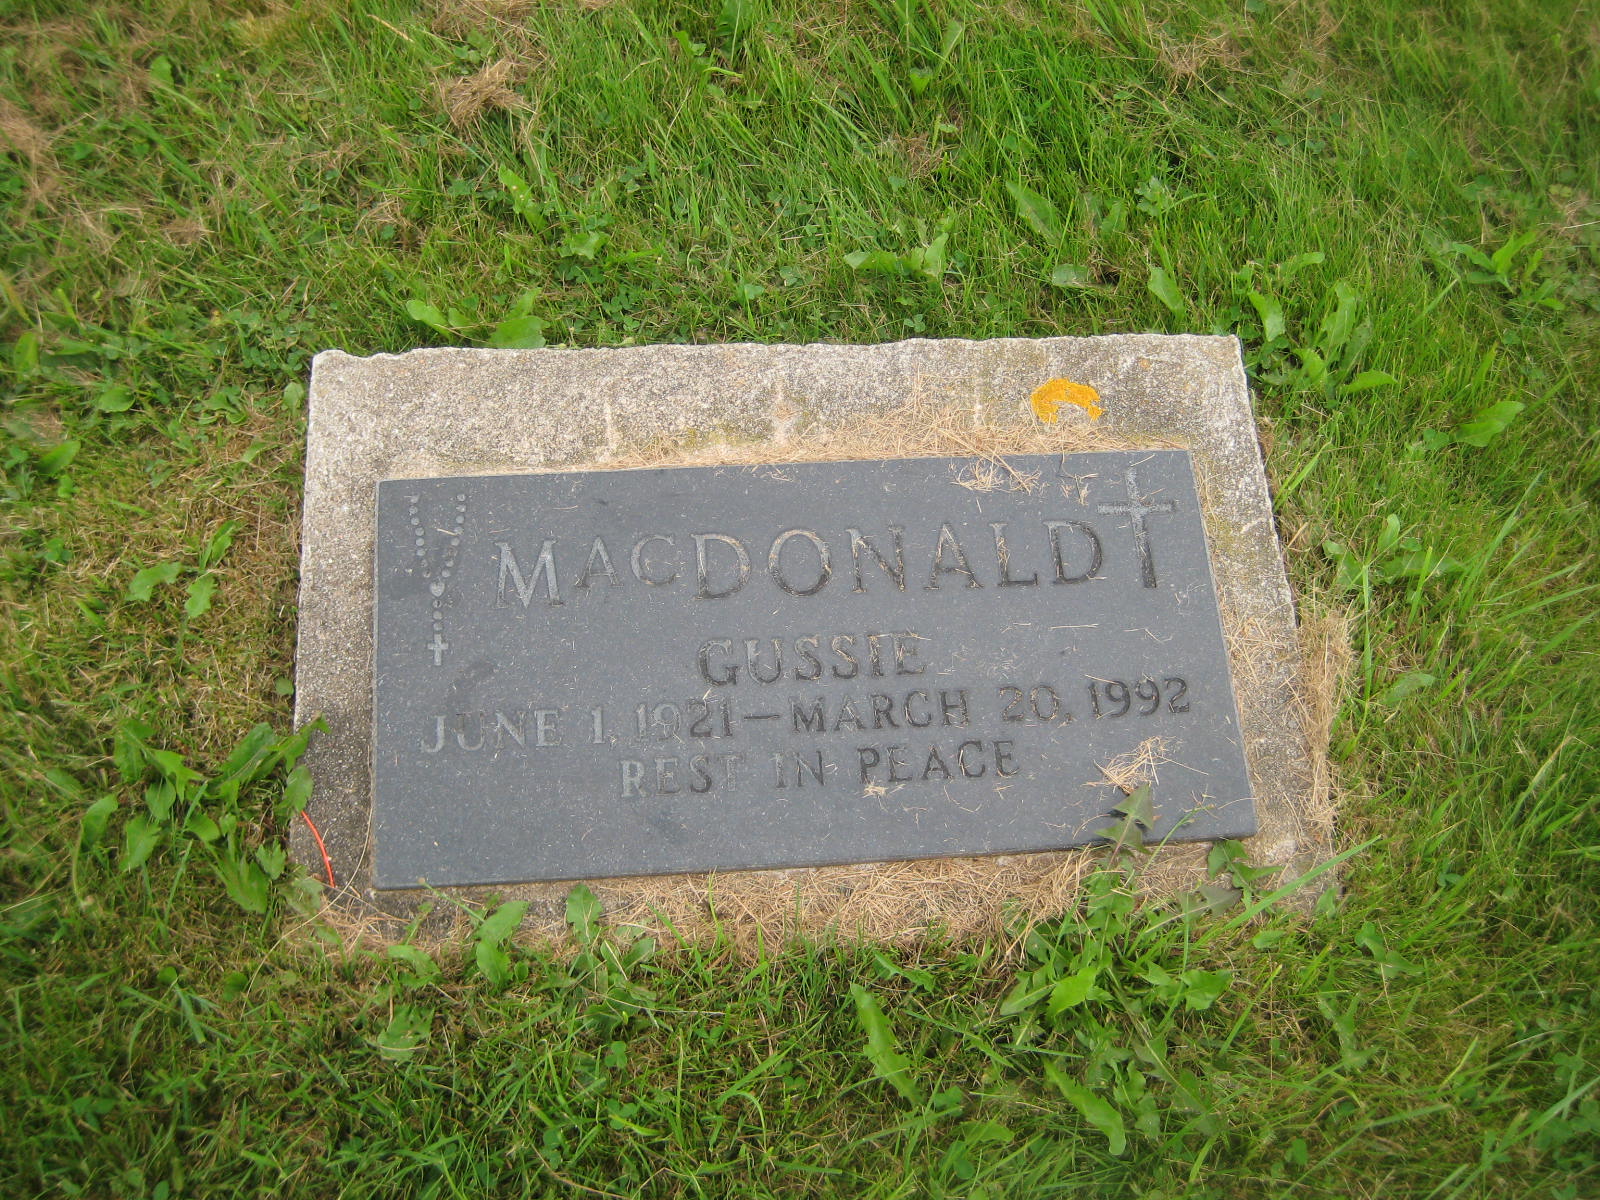 MACDONALD
GUSSIE
JUNE 1, 1921—MARCH 20, 1992
REST IN PEACE